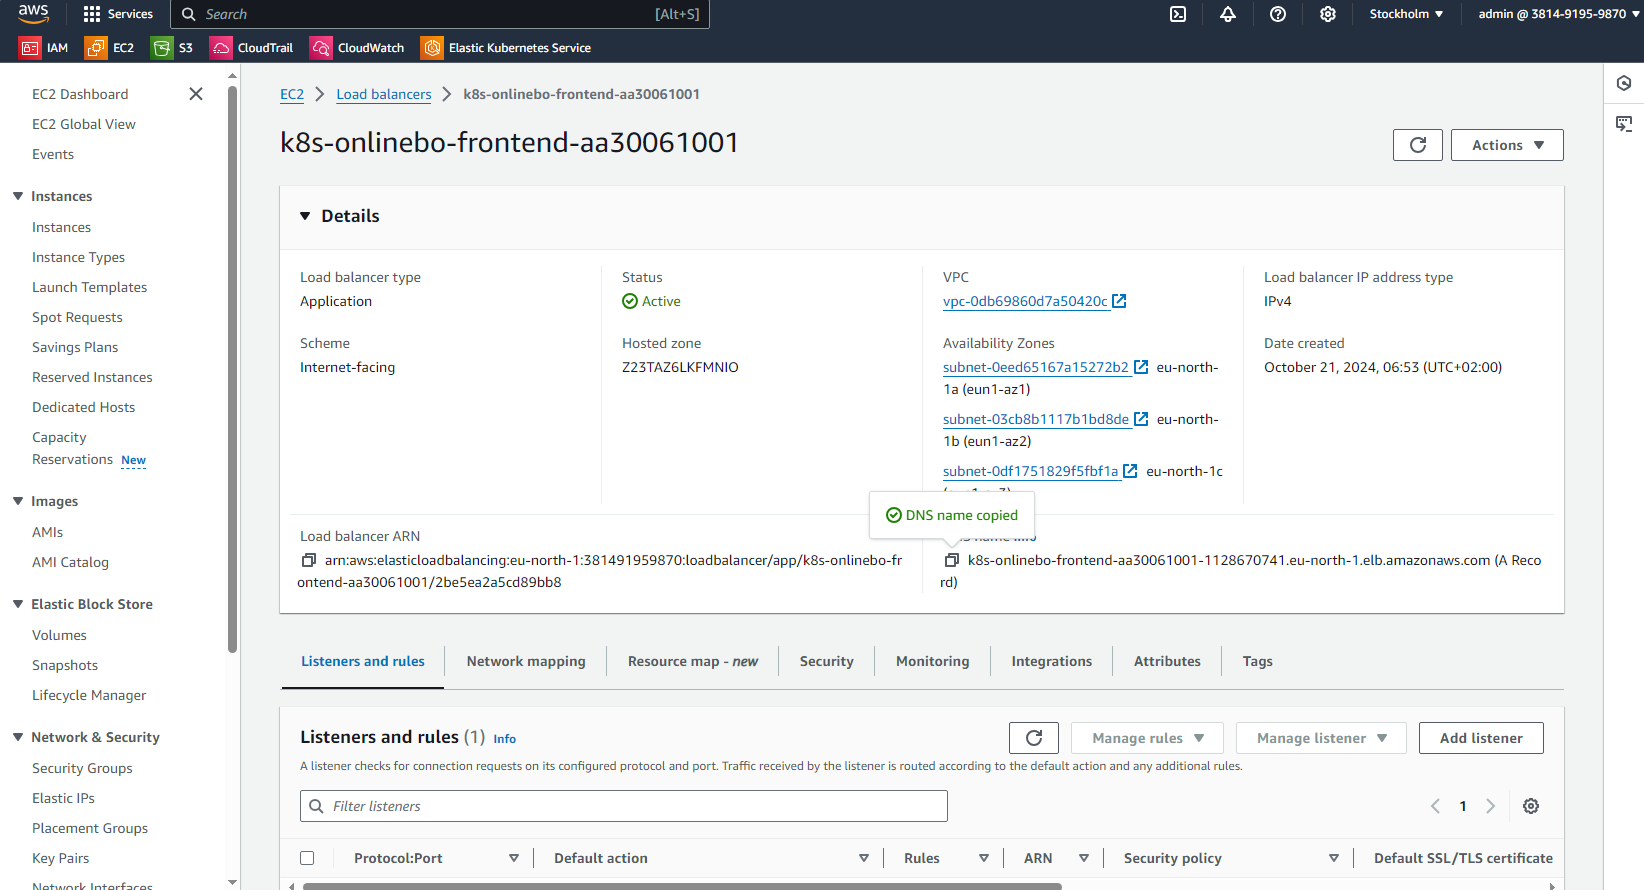 aws
Services
Search
[Alt+S]
Stockholm
admin @ 3814-9195-9870
IAM
EC2
S3
CloudTrail
CloudWatch
Elastic Kubernetes Service
EC2 Dashboard
EC2 Global View
Events
Instances
Instances
Instance Types
Launch Templates
Spot Requests
Savings Plans
Reserved Instances
Dedicated Hosts
Capacity
Reservations New
Images
AMIs
AMI Catalog
Elastic Block Store
Volumes
Snapshots
Lifecycle Manager
Network & Security
Security Groups
Elastic IPs
Placement Groups
Key Pairs
Network Interfaces
EC2 > Load balancers > k8s-onlinebo-frontend-aa30061001
k8s-onlinebo-frontend-aa30061001
Actions
Details
Load balancer type
Application
Status
Active
VPC
vpc-0db69860d7a50420c
Load balancer IP address type
IPv4
Scheme
Internet-facing
Hosted zone
Z23TAZ6LKFMNIO
Availability Zones
subnet-0eed65167a15272b2 eu-north-
1a (eun1-az1)
subnet-03cb8b1117b1bd8de eu-north-
1b (eun1-az2)
subnet-0df1751829f5fbf1a eu-north-1c
Date created
October 21, 2024, 06:53 (UTC+02:00)
DNS name copied
Load balancer ARN
arn:aws:elasticloadbalancing:eu-north-1:381491959870:loadbalancer/app/k8s-onlinebo-fr
ontend-aa30061001/2be5ea2a5cd89bb8
k8s-onlinebo-frontend-aa30061001-1128670741.eu-north-1.elb.amazonaws.com (A Reco
rd)
Listeners and rules
Network mapping
Resource map - new
Security
Monitoring
Integrations
Attributes
Tags
Listeners and rules (1) Info
Manage rules
Manage listener
Add listener
A listener checks for connection requests on its configured protocol and port. Traffic received by the listener is routed according to the default action and any additional rules.
Filter listeners
1
Protocol:Port
Default action
Rules
ARN
Security policy
Default SSL/TLS certificate